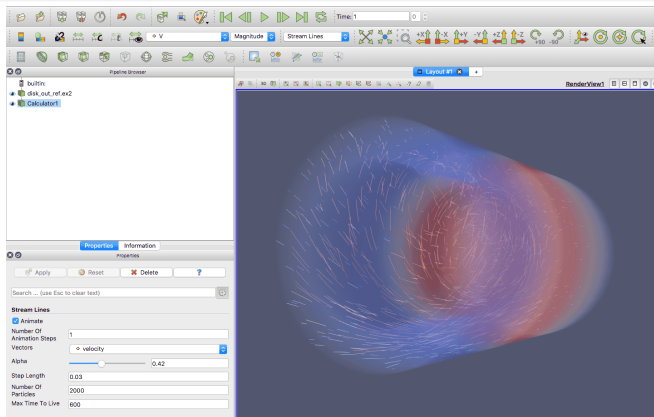 Time: 1
0
V
Magnitude
Stream Lines
+X
-X
+Y
-Y
+Z
-Z
+90
-90
Pipeline Browser
builtin:
disk_out_ref.ex2
Calculator1
Layout #1
+
RenderView1
Properties
Information
Properties
Apply
Reset
Delete
?
Search ... (use Esc to clear text)
Stream Lines
Animate
Number Of
Animation Steps
1
Vectors
velocity
Alpha
0.42
Step Length
0.03
Number Of
Particles
2000
Max Time To Live
600